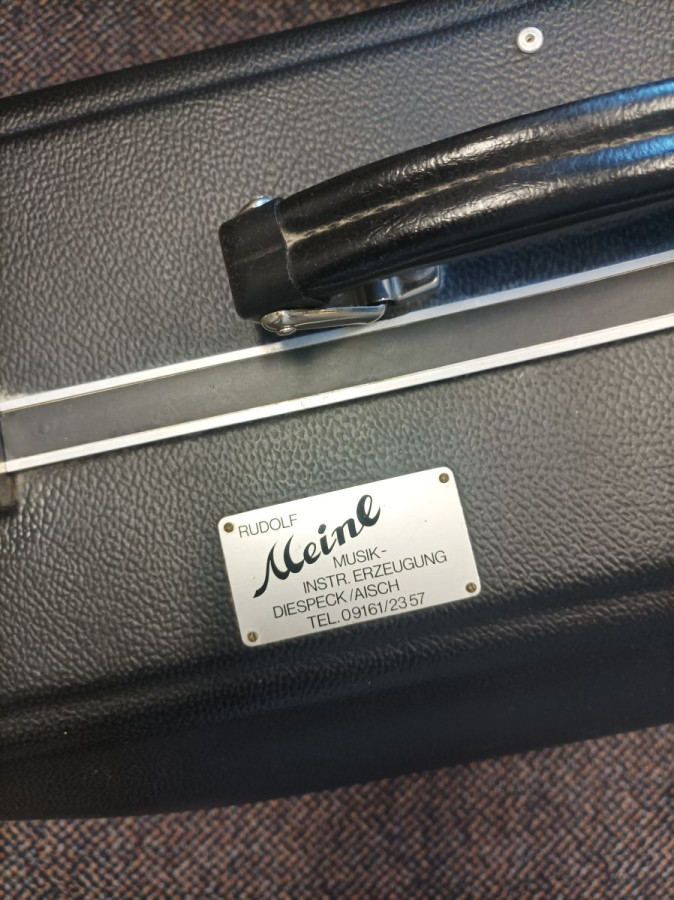 RUDOLF
Meinl
MUSIK-
INSTR. ERZEUGUNG
DIESPECK/AISCH
TEL. 09161/2357